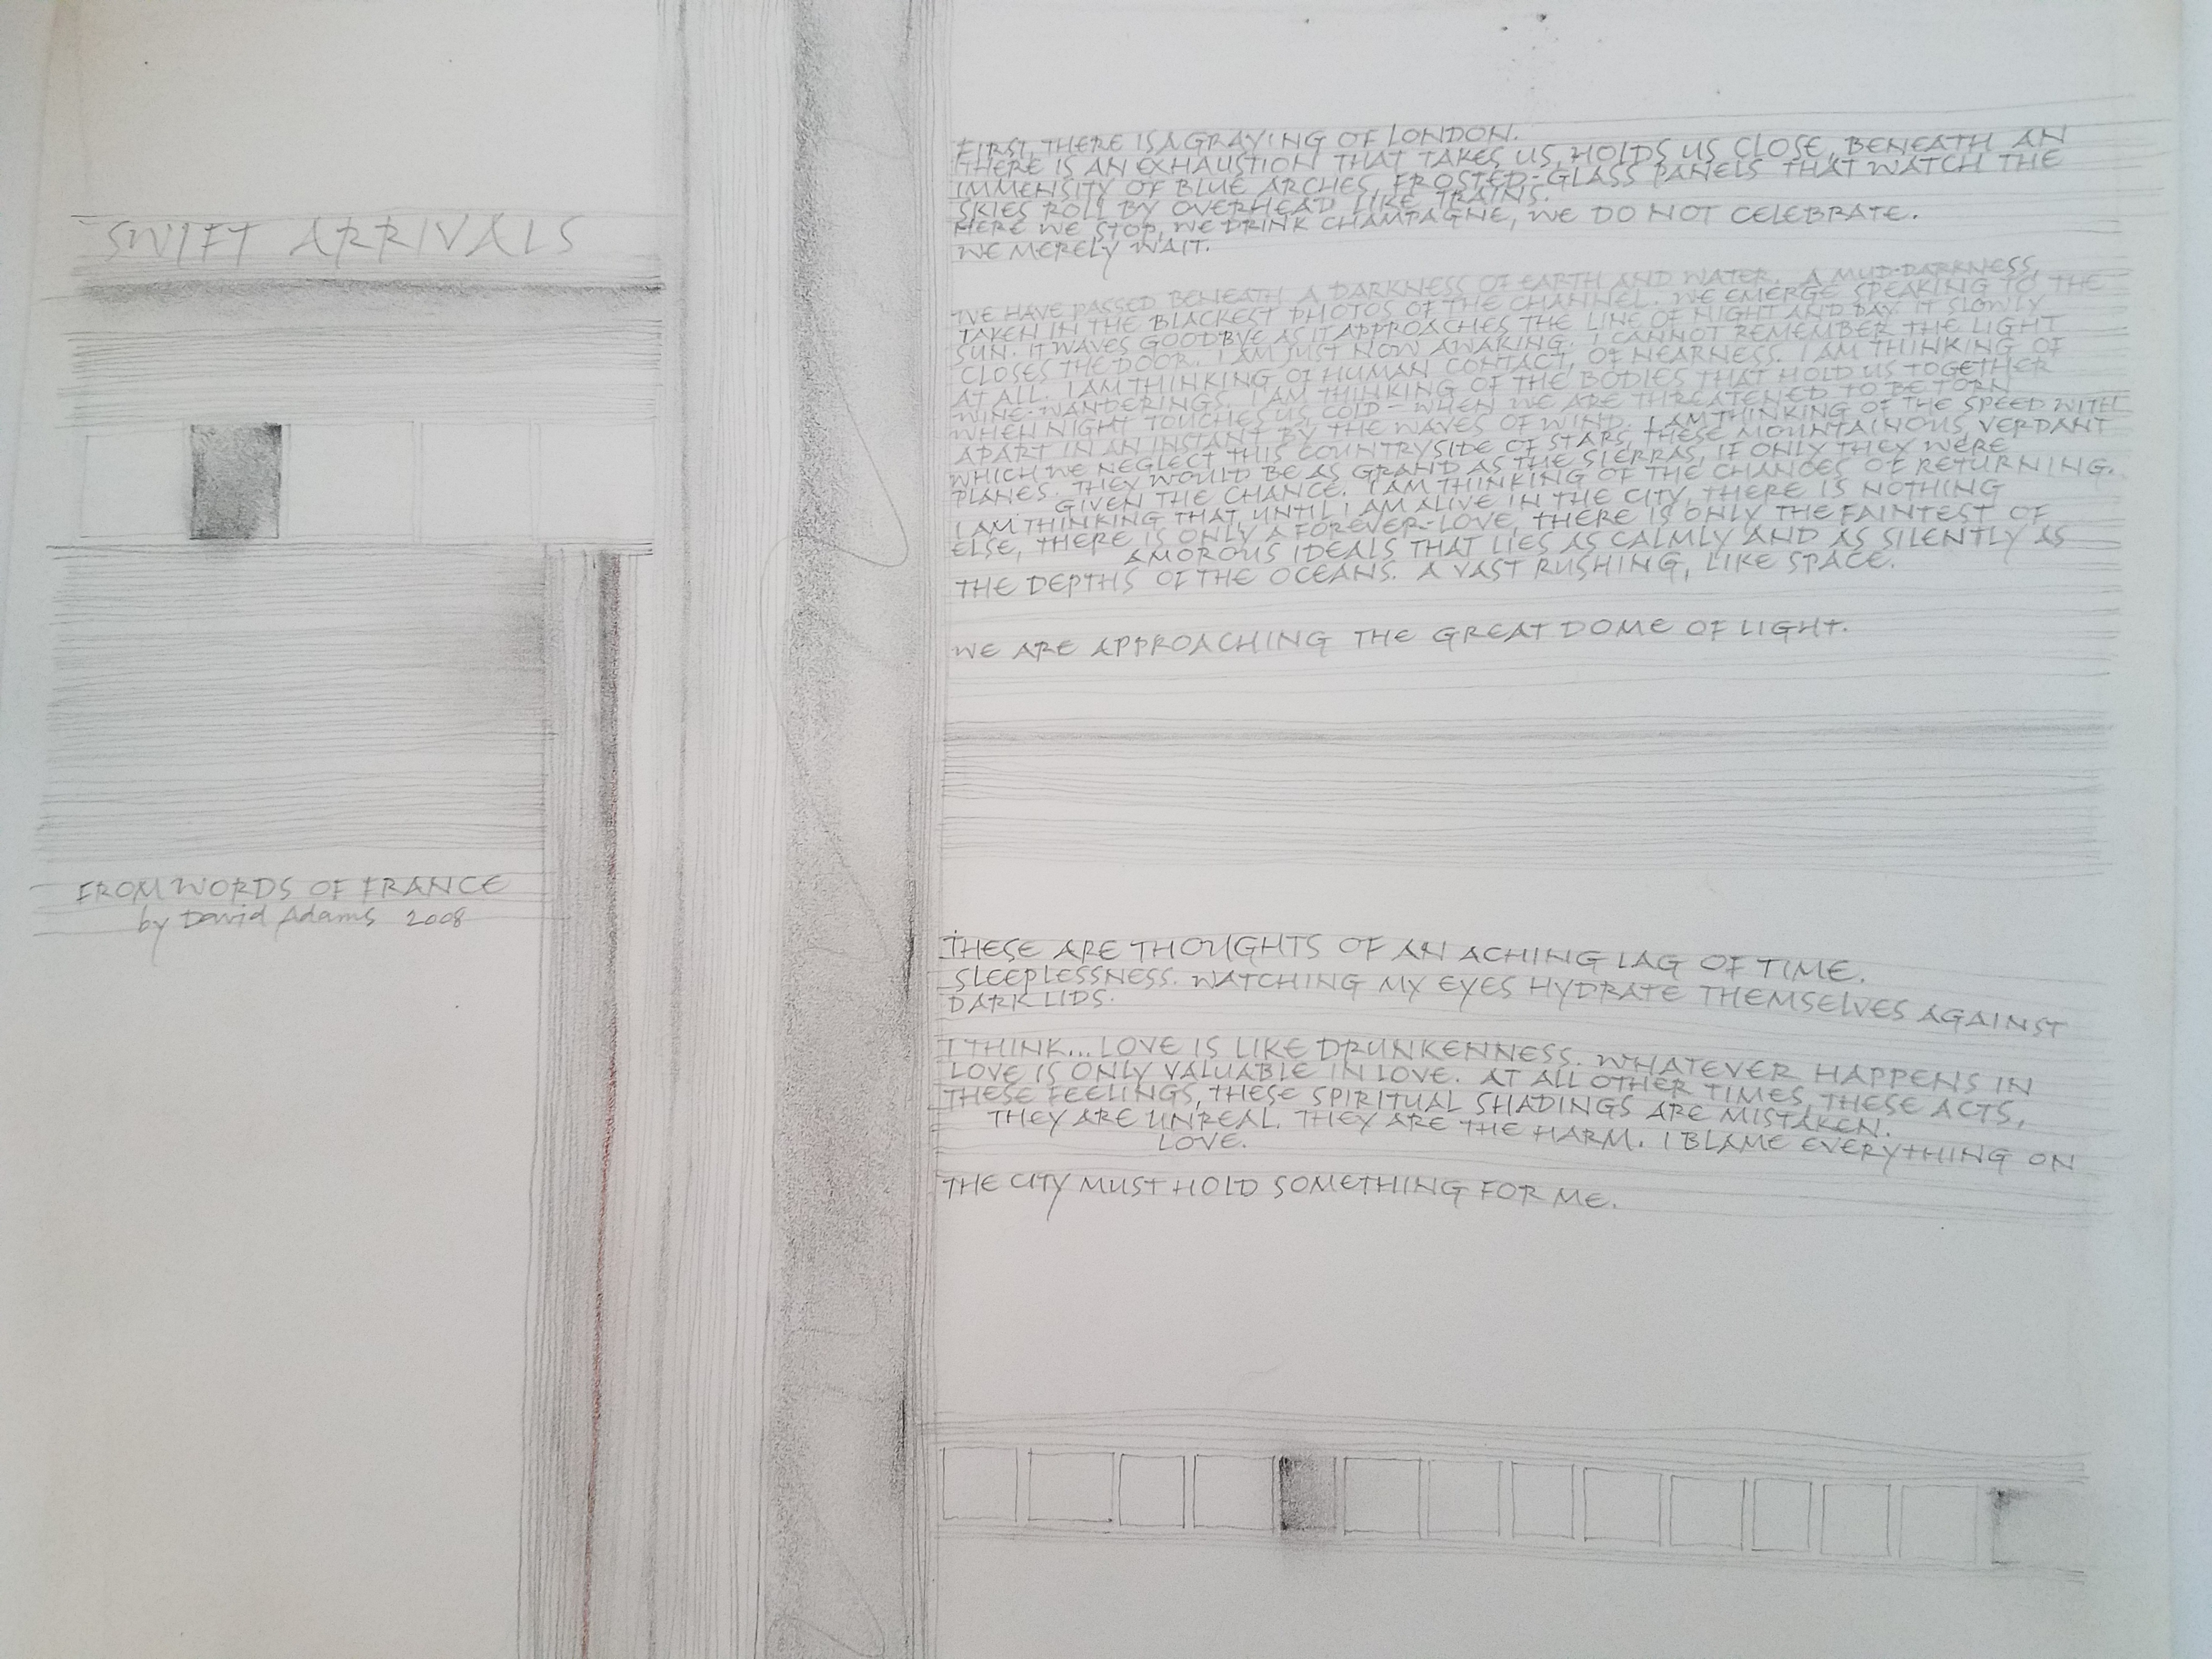 SWIFT ARRIVALS
FROM WORDS OF FRANCE
by David Adams 2008
FIRST, THERE IS A GRAYING OF LONDON.
THERE IS AN EXHAUSTION THAT TAKES US, HOLDS US CLOSE, BENEATH AN
IMMENSITY OF BLUE ARCHES, FROSTED-GLASS PANELS THAT WATCH THE
SKIES ROLL BY OVERHEAD LIKE TRAINS.
HERE WE STOP, WE DRINK CHAMPAGNE, WE DO NOT CELEBRATE.
WE MERELY WAIT.
WE HAVE PASSED BENEATH A DARKNESS OF EARTH AND WATER. A MUD-DARKNESS,
TAKEN IN THE BLACKEST PHOTOS OF THE CHANNEL. WE EMERGE SPEAKING TO THE
SUN. IT WAVES GOODBYE AS IT APPROACHES THE LINE OF NIGHT AND DAY. IT SLOWLY
CLOSES THE DOOR. I AM JUST NOW AWAKING. I CANNOT REMEMBER THE LIGHT
AT ALL. I AM THINKING OF HUMAN CONTACT, OF NEARNESS. I AM THINKING OF
WINE-WANDERINGS. I AM THINKING OF THE BODIES THAT HOLD US TOGETHER
WHEN NIGHT TOUCHES US COLD - WHEN WE ARE THREATENED TO BE TORN
APART IN AN INSTANT BY THE WAVES OF WIND. I AM THINKING OF THE SPEED WITH
WHICH WE NEGLECT THIS COUNTRYSIDE OF STARS, THESE MOUNTAINOUS, VERDANT
PLANES. THEY WOULD BE AS GRAND AS THE SIERRAS, IF ONLY THEY WERE
GIVEN THE CHANCE. I AM THINKING OF THE CHANCES OF RETURNING.
I AM THINKING THAT, UNTIL I AM ALIVE IN THE CITY, THERE IS NOTHING
ELSE, THERE IS ONLY A FOREVER-LOVE, THERE IS ONLY THE FAINTEST OF
AMOROUS IDEALS THAT LIES AS CALMLY AND AS SILENTLY AS
THE DEPTHS OF THE OCEANS. A VAST RUSHING, LIKE SPACE.
WE ARE APPROACHING THE GREAT DOME OF LIGHT.
THESE ARE THOUGHTS OF AN ACHING LAG OF TIME.
SLEEPLESSNESS. WATCHING MY EYES HYDRATE THEMSELVES AGAINST
DARK LIDS.
I THINK... LOVE IS LIKE DRUNKENNESS. WHATEVER HAPPENS IN
LOVE IS ONLY VALUABLE IN LOVE. AT ALL OTHER TIMES, THESE ACTS,
THESE FEELINGS, THESE SPIRITUAL SHADINGS ARE MISTAKEN.
THEY ARE UNREAL. THEY ARE THE HARM. I BLAME EVERYTHING ON
LOVE.
THE CITY MUST HOLD SOMETHING FOR ME.